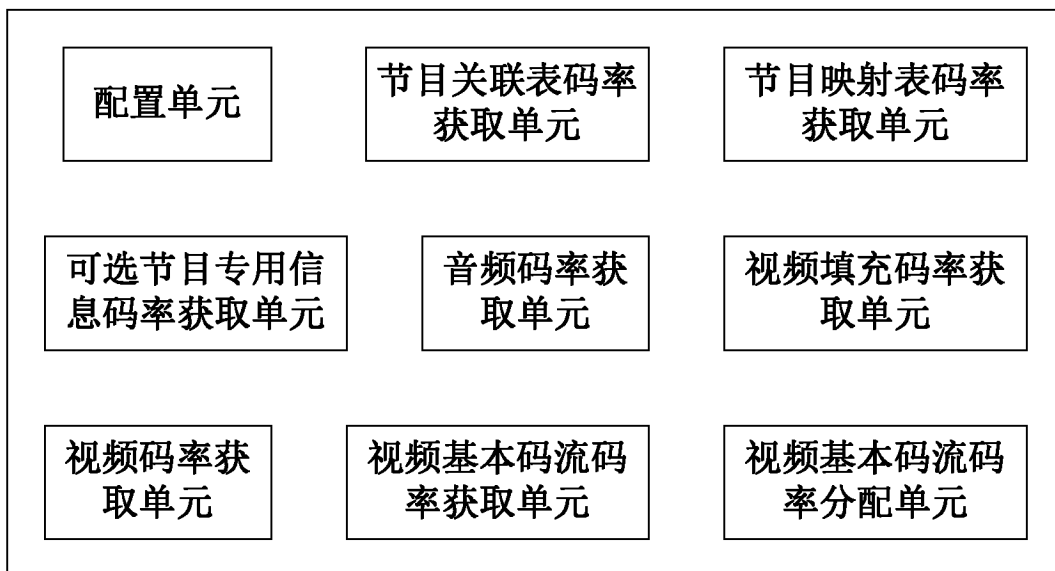 配置单元
节目关联表码率
获取单元
节目映射表码率
获取单元
可选节目专用信
息码率获取单元
音频码率获
取单元
视频填充码率获
取单元
视频码率获
取单元
视频基本码流码
率获取单元
视频基本码流码
率分配单元